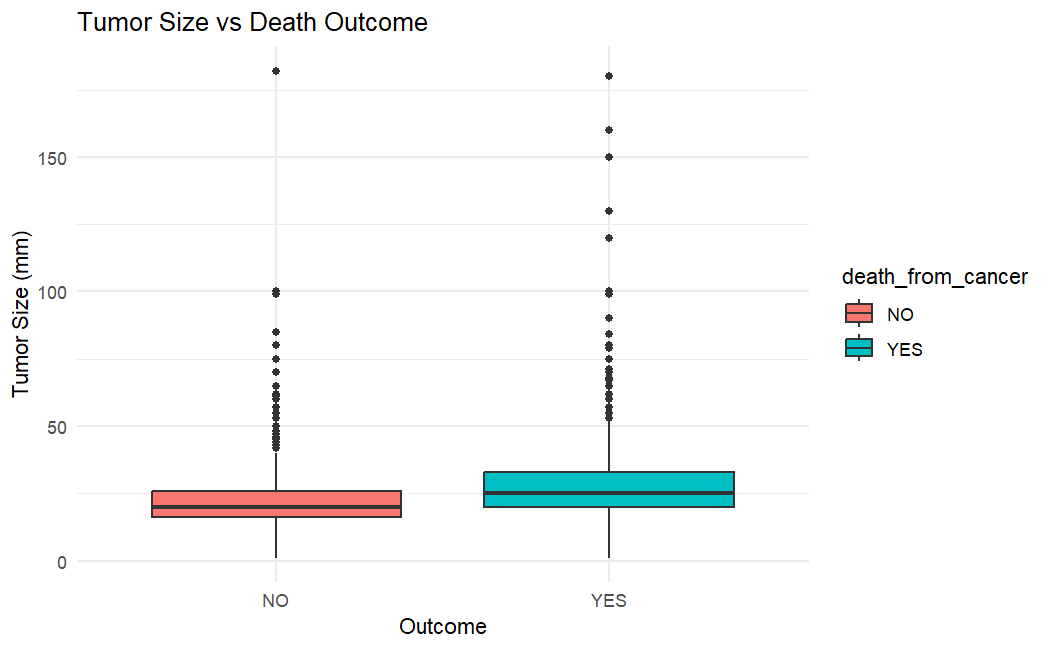 Tumor Size vs Death Outcome
Tumor Size (mm)
150
100
50
0
NO
YES
Outcome
death_from_cancer
NO
YES